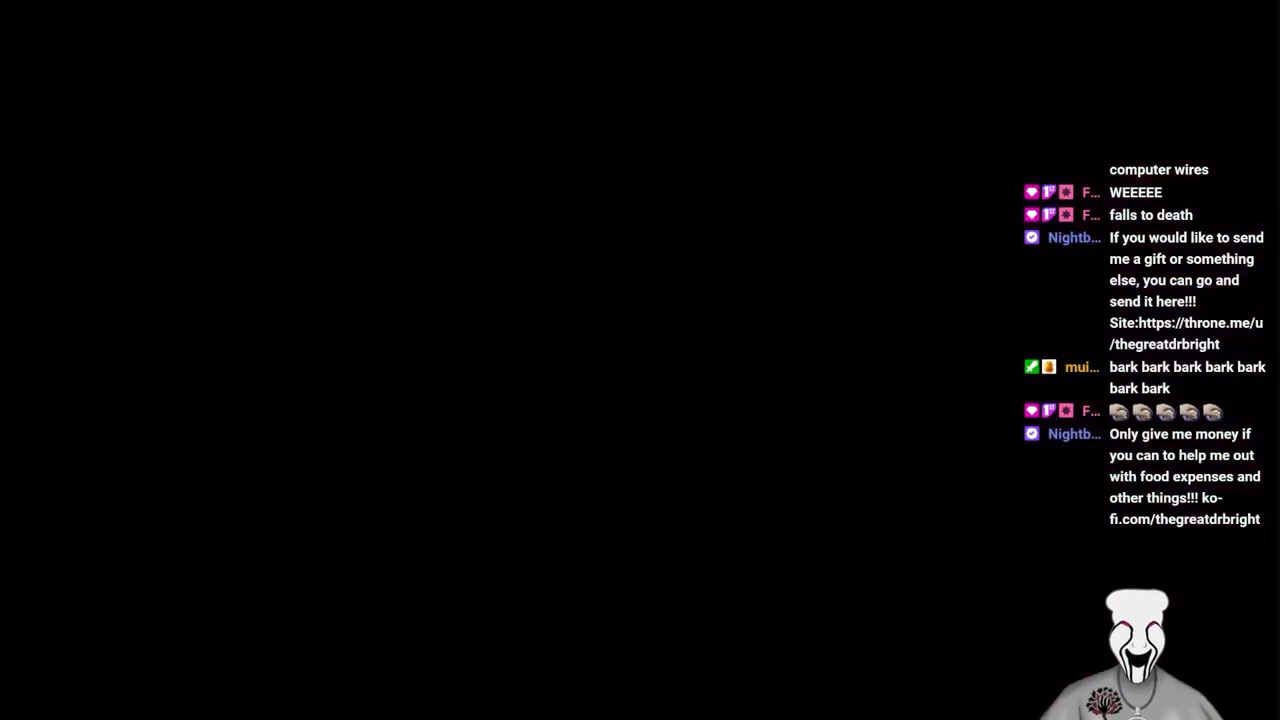 computer wires
F... WEEEEE
F... falls to death
Nightb... If you would like to send
me a gift or something
else, you can go and
send it here!!!
Site:https://throne.me/u
/thegreatdrbright
mui... bark bark bark bark bark
bark bark
F...
Nightb... Only give me money if
you can to help me out
with food expenses and
other things!!! ko-
fi.com/thegreatdrbright